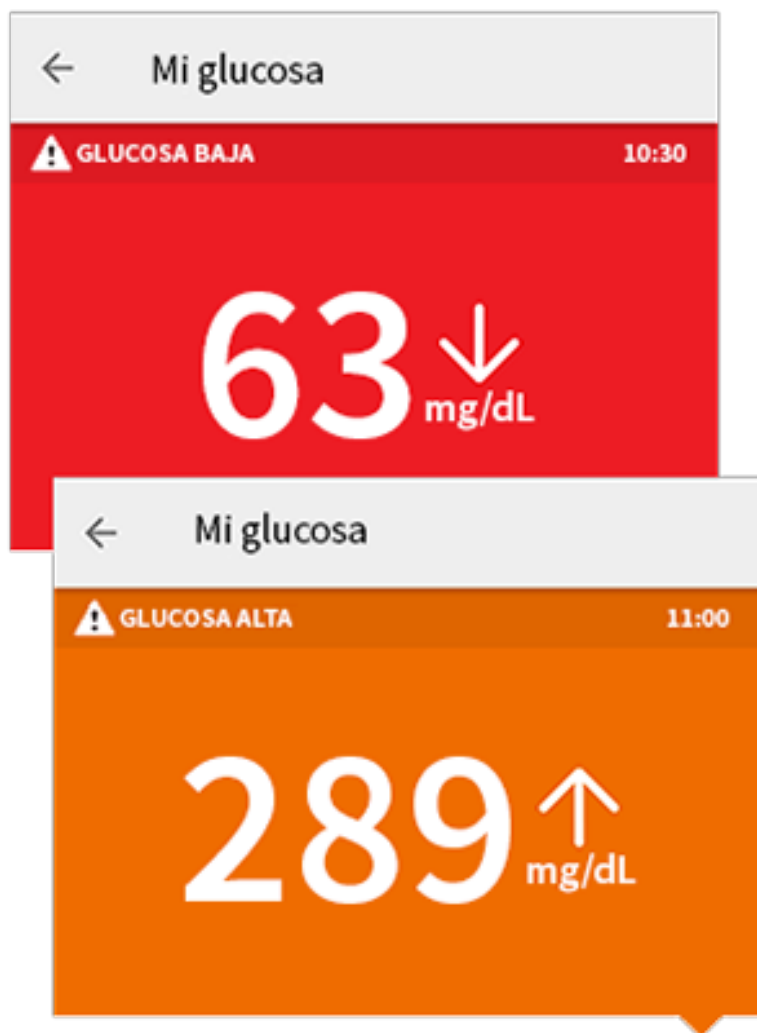 Mi glucosa
GLUCOSA BAJA 10:30
63 mg/dL
Mi glucosa
GLUCOSA ALTA 11:00
289 mg/dL